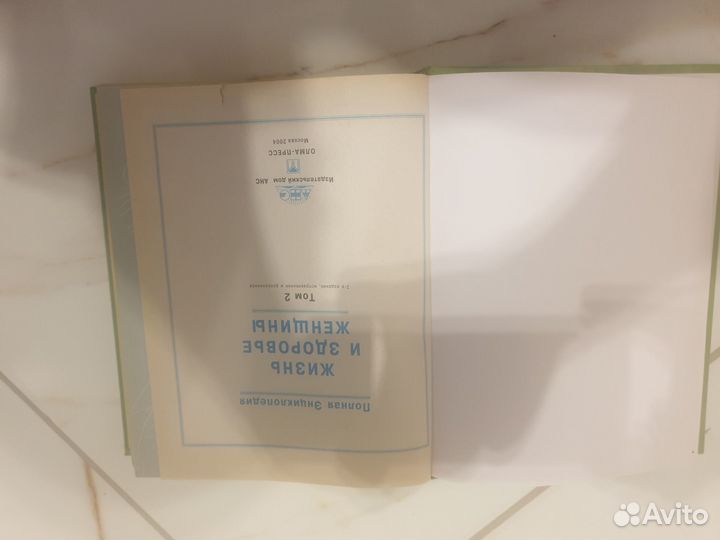 Полная Энциклопедия
ЖИЗНЬ
И ЗДОРОВЬЕ
ЖЕНЩИНЫ
Том 2
2-е издание, исправленное и дополненное
Издательский дом АНС
ОЛМА-ПРЕСС
Москва 2004
Avito